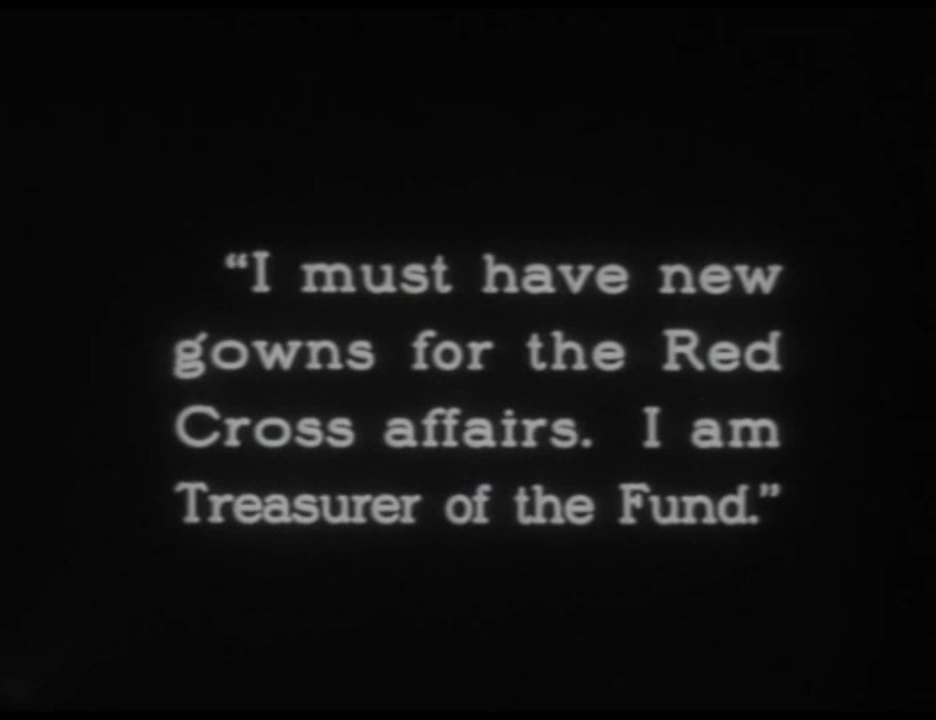 “I must have new
gowns for the Red
Cross affairs. I am
Treasurer of the Fund.”